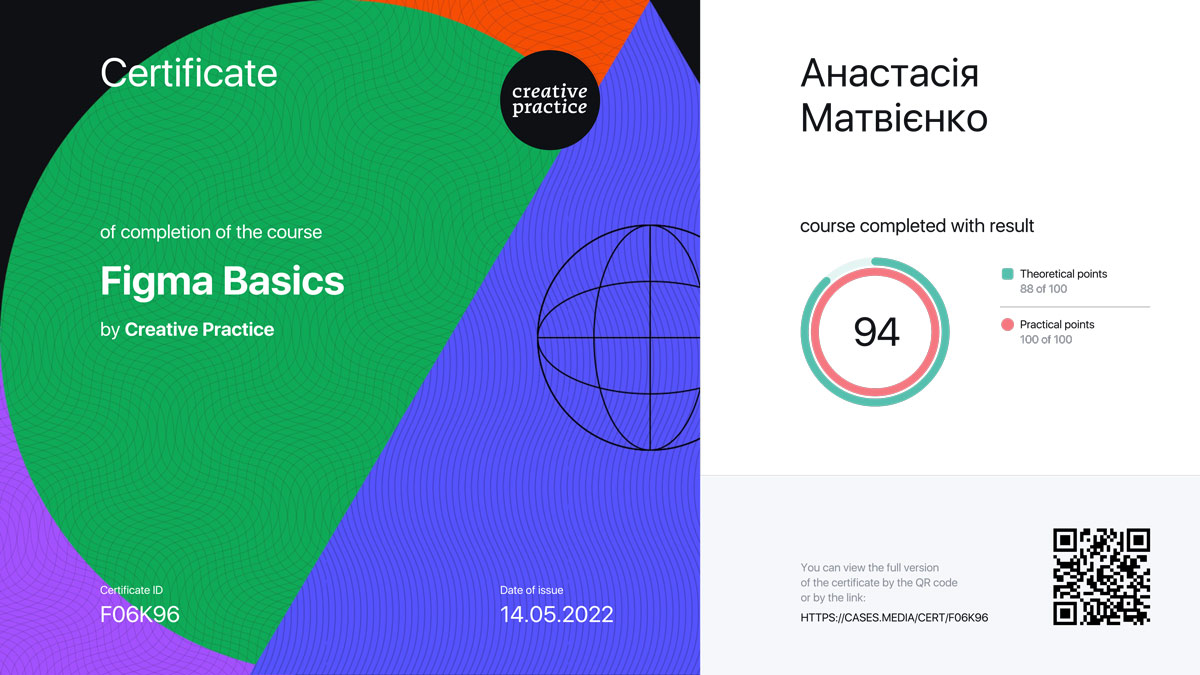 Certificate
creative
practice
of completion of the course
Figma Basics
by Creative Practice
Certificate ID
F06K96
Date of issue
14.05.2022
Анастасія
Матвієнко
course completed with result
94
Theoretical points
88 of 100
Practical points
100 of 100
You can view the full version
of the certificate by the QR code
or by the link:
HTTPS://CASES.MEDIA/CERT/F06K96